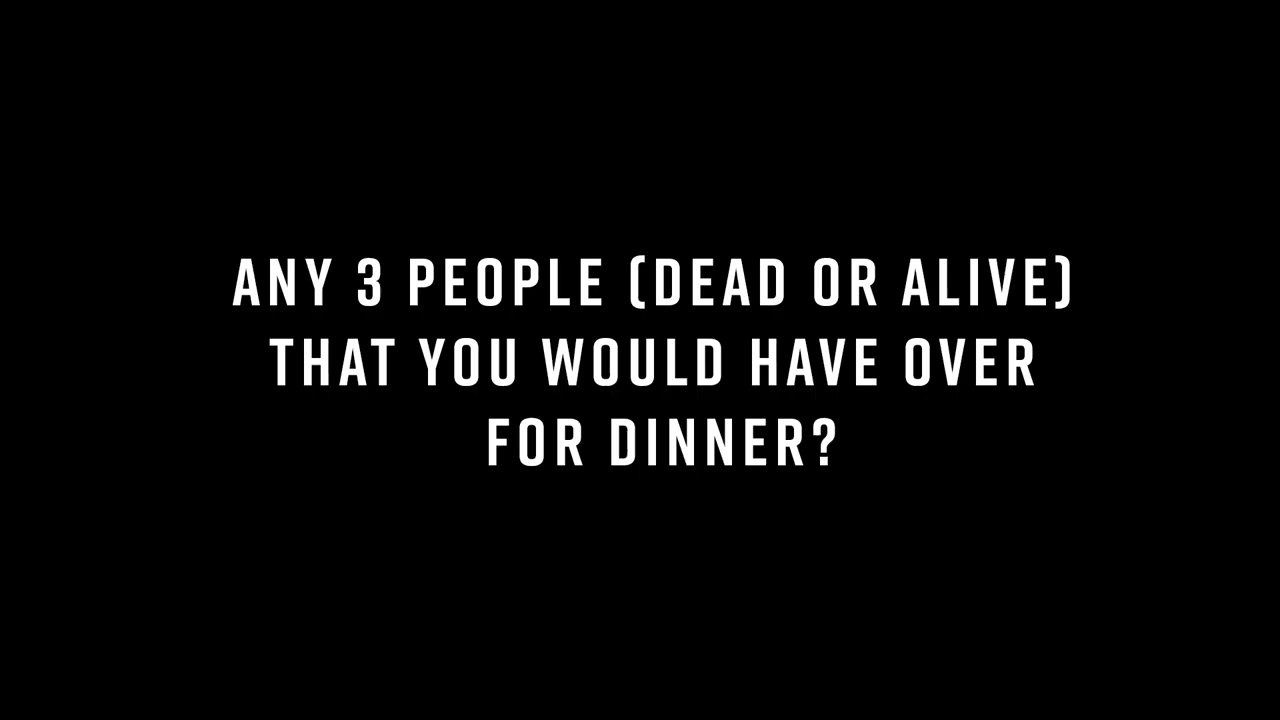 ANY 3 PEOPLE (DEAD OR ALIVE)
THAT YOU WOULD HAVE OVER
FOR DINNER?